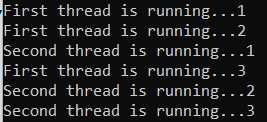 First thread is running...1
First thread is running...2
Second thread is running...1
First thread is running...3
Second thread is running...2
Second thread is running...3